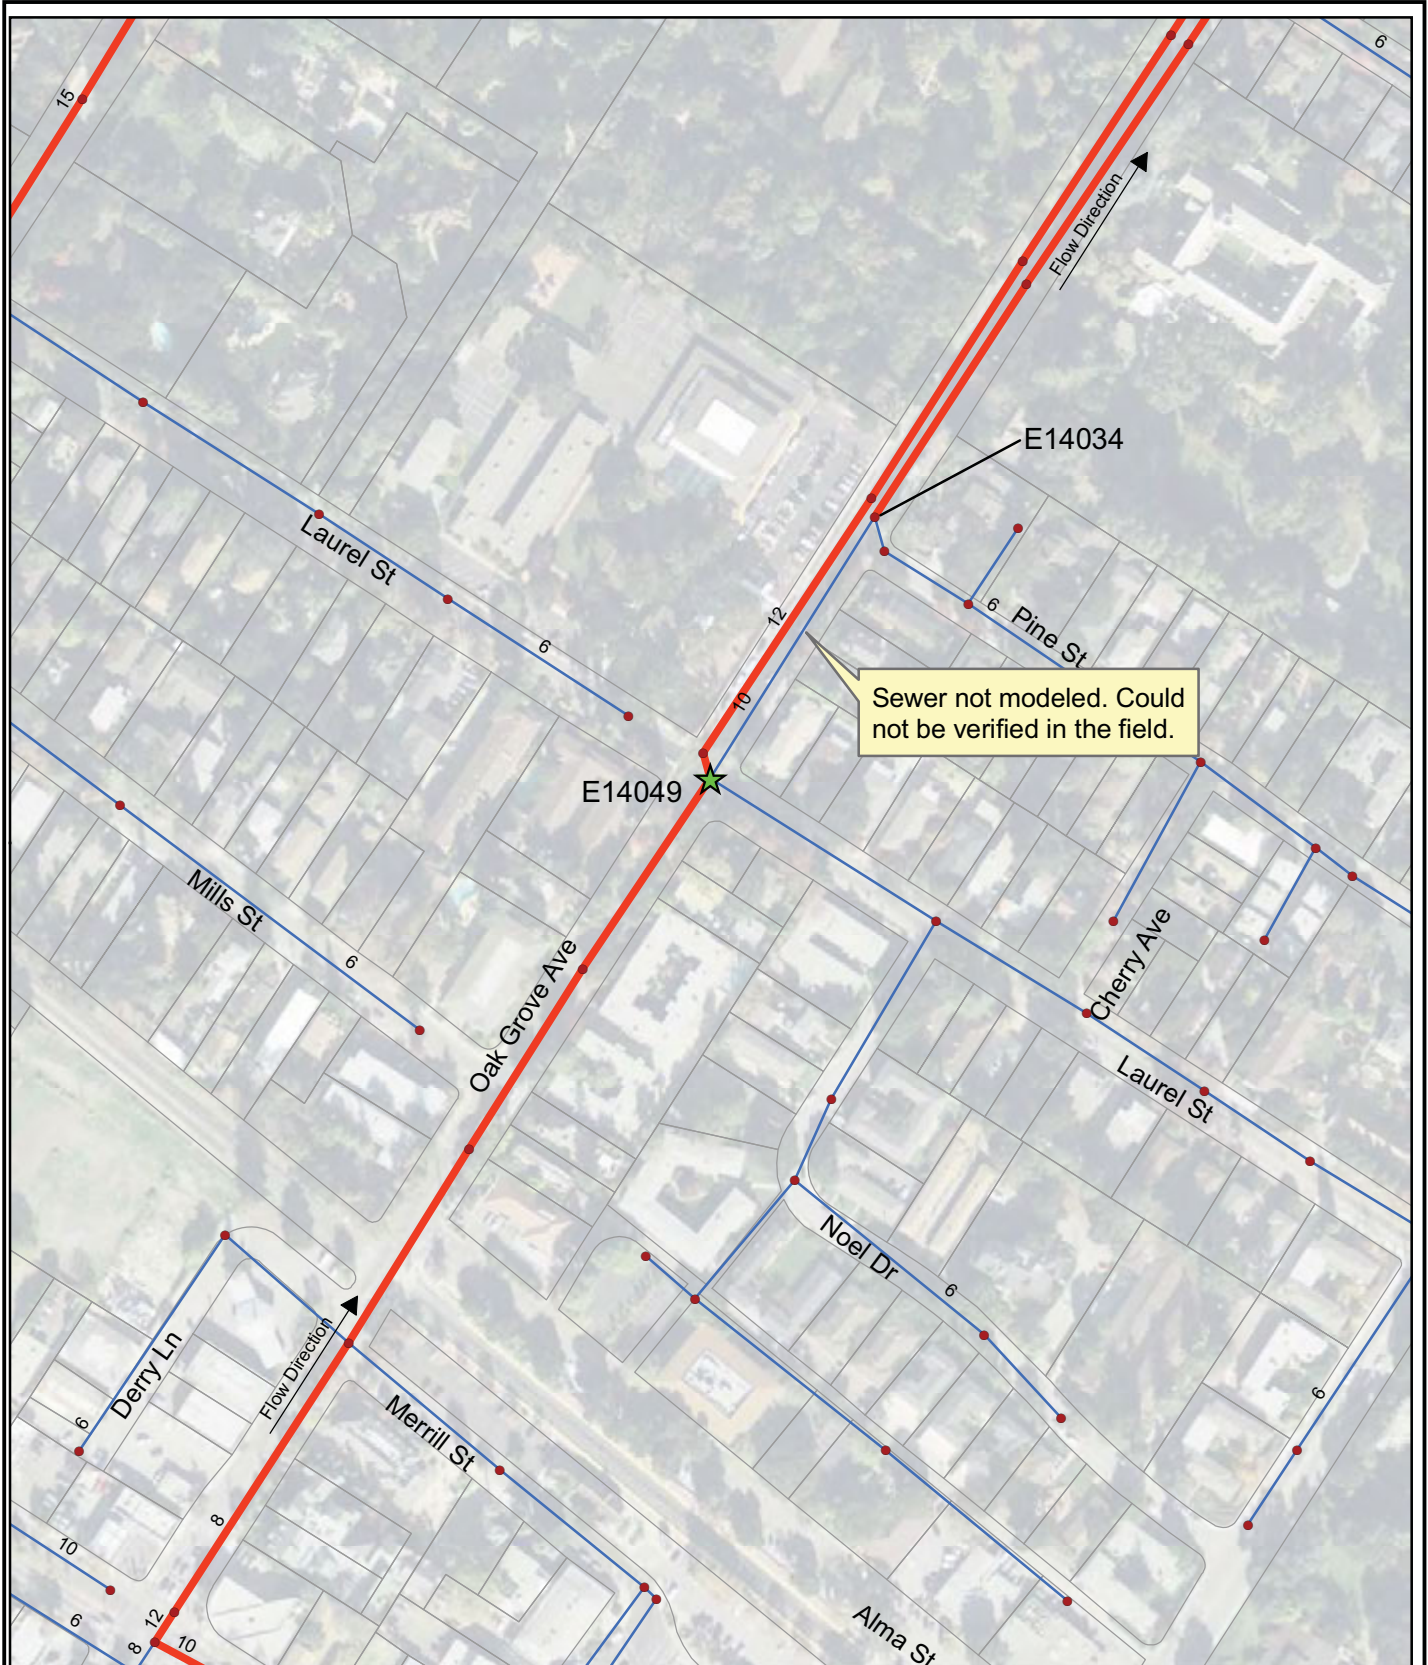 6
15
Flow Direction
E14034
Laurel St
12
6
Pine St
6
10
Sewer not modeled. Could
not be verified in the field.
E14049
Mills St
6
Cherry Ave
Oak Grove Ave
Laurel St
Noel Dr
6
Flow Direction
Derry Ln
6
6
Merrill St
8
10
12
6
8
10
Alma St